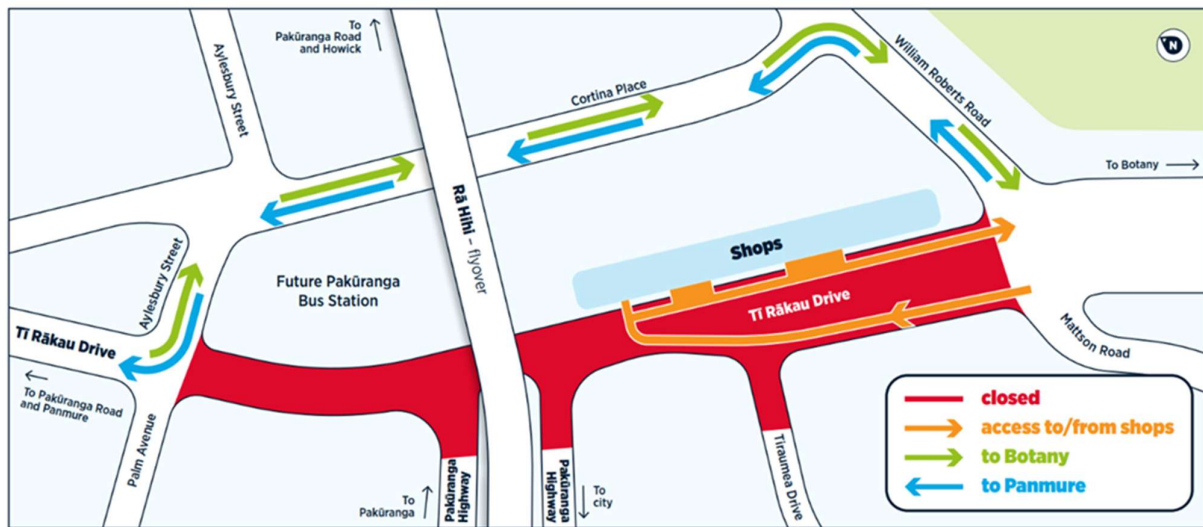 To
Pakūranga Road
and Howick
Aylesbury Street
Cortina Place
William Roberts Road
N
To Botany
Rā Hihi – flyover
Shops
Aylesbury Street
Future Pakūranga
Bus Station
Tī Rākau Drive
Tī Rākau Drive
Mattson Road
To Pakūranga Road
and Panmure
Palm Avenue
To
Pakūranga
Pakūranga
Highway
Pakūranga
Highway
To
city
Tiraumea Drive
closed
access to/from shops
to Botany
to Panmure